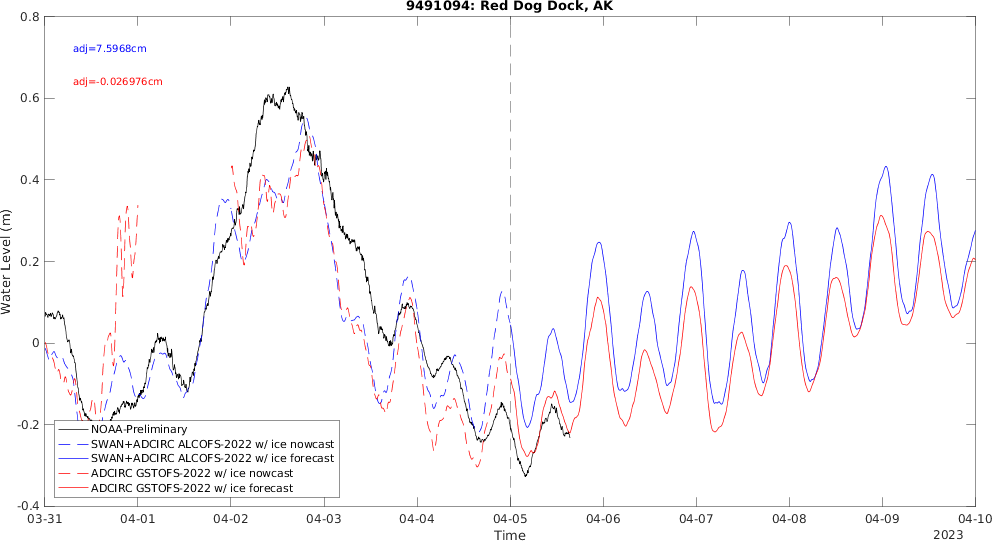 9491094: Red Dog Dock, AK
adj=7.5968cm
adj=-0.026976cm
Water Level (m)
0.8
0.6
0.4
0.2
0
-0.2
-0.4
NOAA-Preliminary
SWAN+ADCIRC ALCOFS-2022 w/ ice nowcast
SWAN+ADCIRC ALCOFS-2022 w/ ice forecast
ADCIRC GSTOFS-2022 w/ ice nowcast
ADCIRC GSTOFS-2022 w/ ice forecast
03-31 04-01 04-02 04-03 04-04 04-05 04-06 04-07 04-08 04-09 04-10
Time
2023